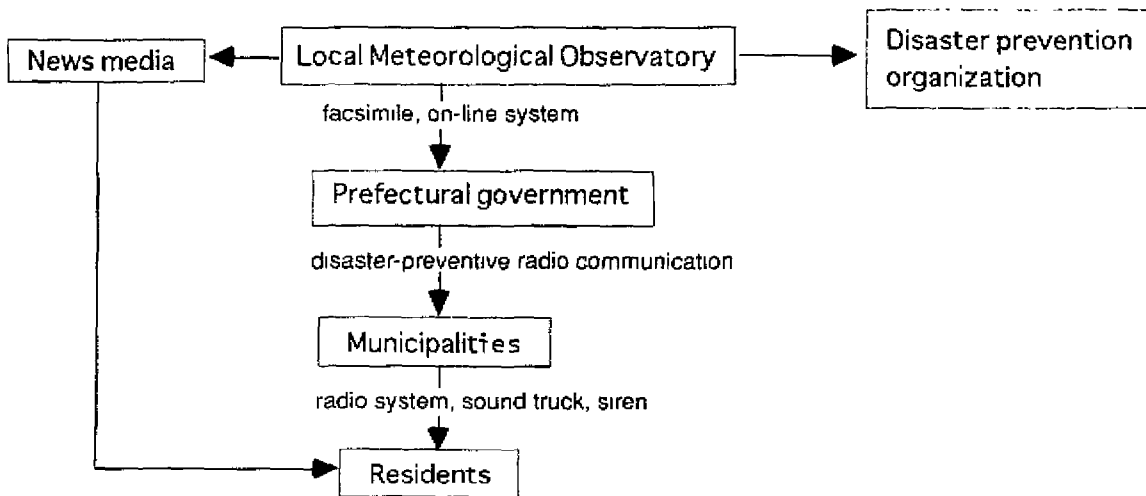 News media
Local Meteorological Observatory
Disaster prevention
organization
facsimile, on-line system
Prefectural government
disaster-preventive radio communication
Municipalities
radio system, sound truck, siren
Residents